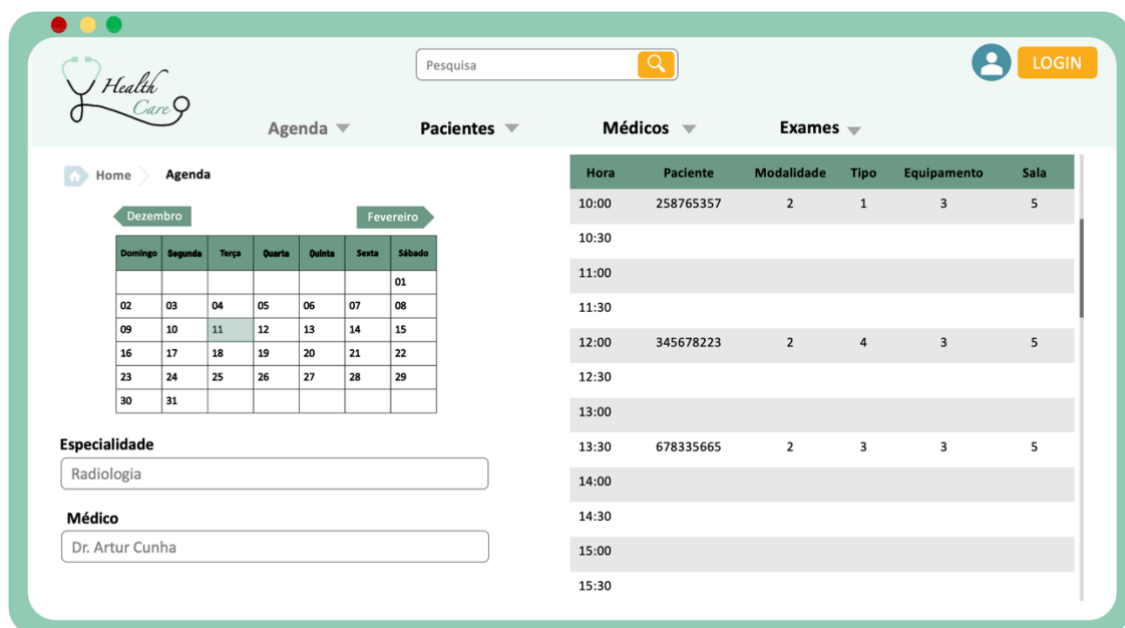 Health
Care
Pesquisa
LOGIN
Agenda Pacientes Médicos Exames
Home Agenda
Dezembro Fevereiro
Domingo Segunda Terça Quarta Quinta Sexta Sábado
01
02 03 04 05 06 07 08
09 10 11 12 13 14 15
16 17 18 19 20 21 22
23 24 25 26 27 28 29
30 31
Especialidade
Radiologia
Médico
Dr. Artur Cunha
Hora Paciente Modalidade Tipo Equipamento Sala
10:00 258765357 2 1 3 5
10:30
11:00
11:30
12:00 345678223 2 4 3 5
12:30
13:00
13:30 678335665 2 3 3 5
14:00
14:30
15:00
15:30